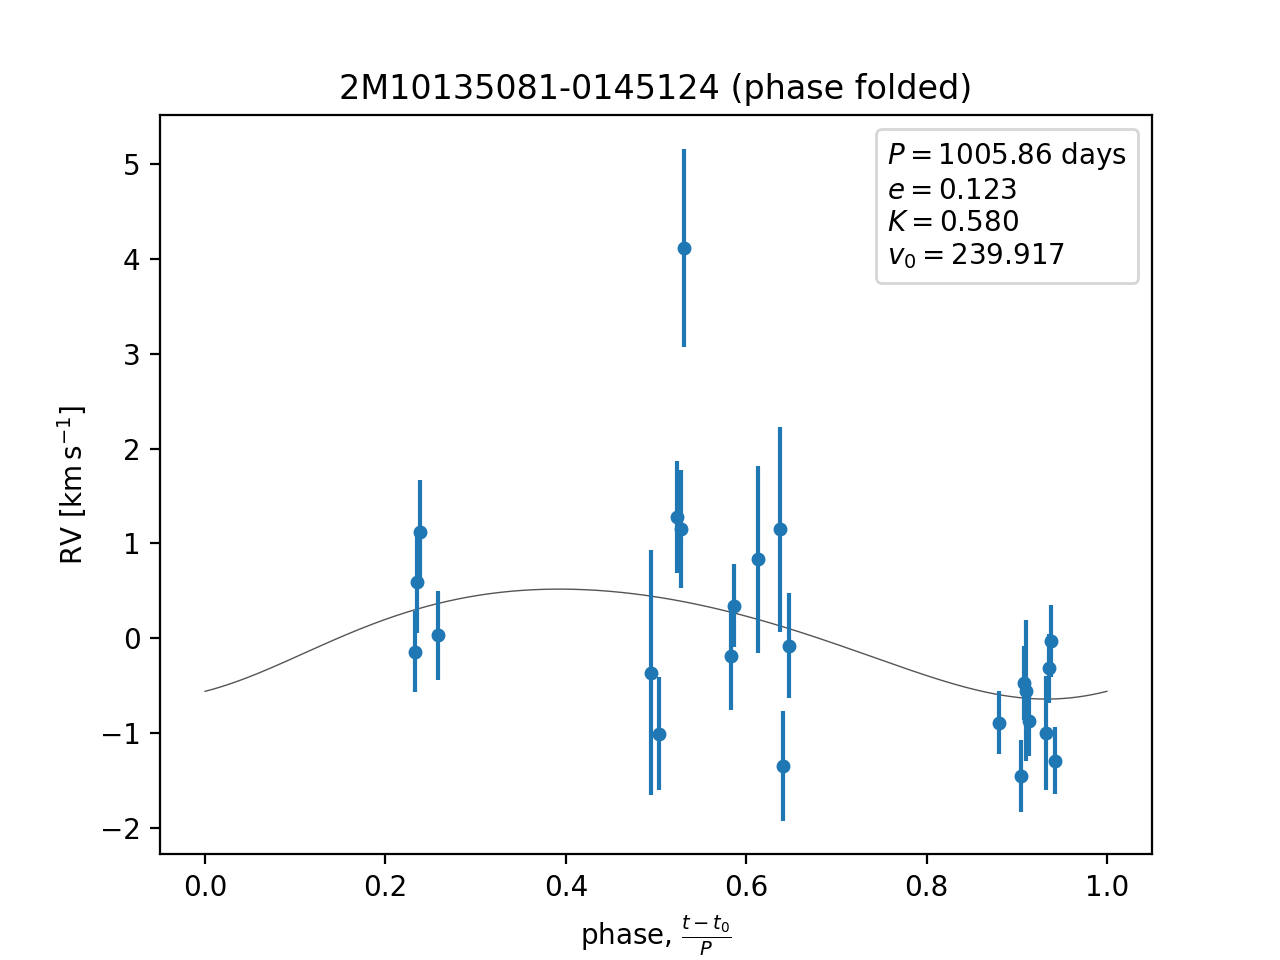 2M10135081-0145124 (phase folded)
P = 1005.86 days
e = 0.123
K = 0.580
v₀ = 239.917
5
4
3
2
1
0
−1
−2
RV [km s⁻¹]
0.0 0.2 0.4 0.6 0.8 1.0
phase, (t − t₀)/P